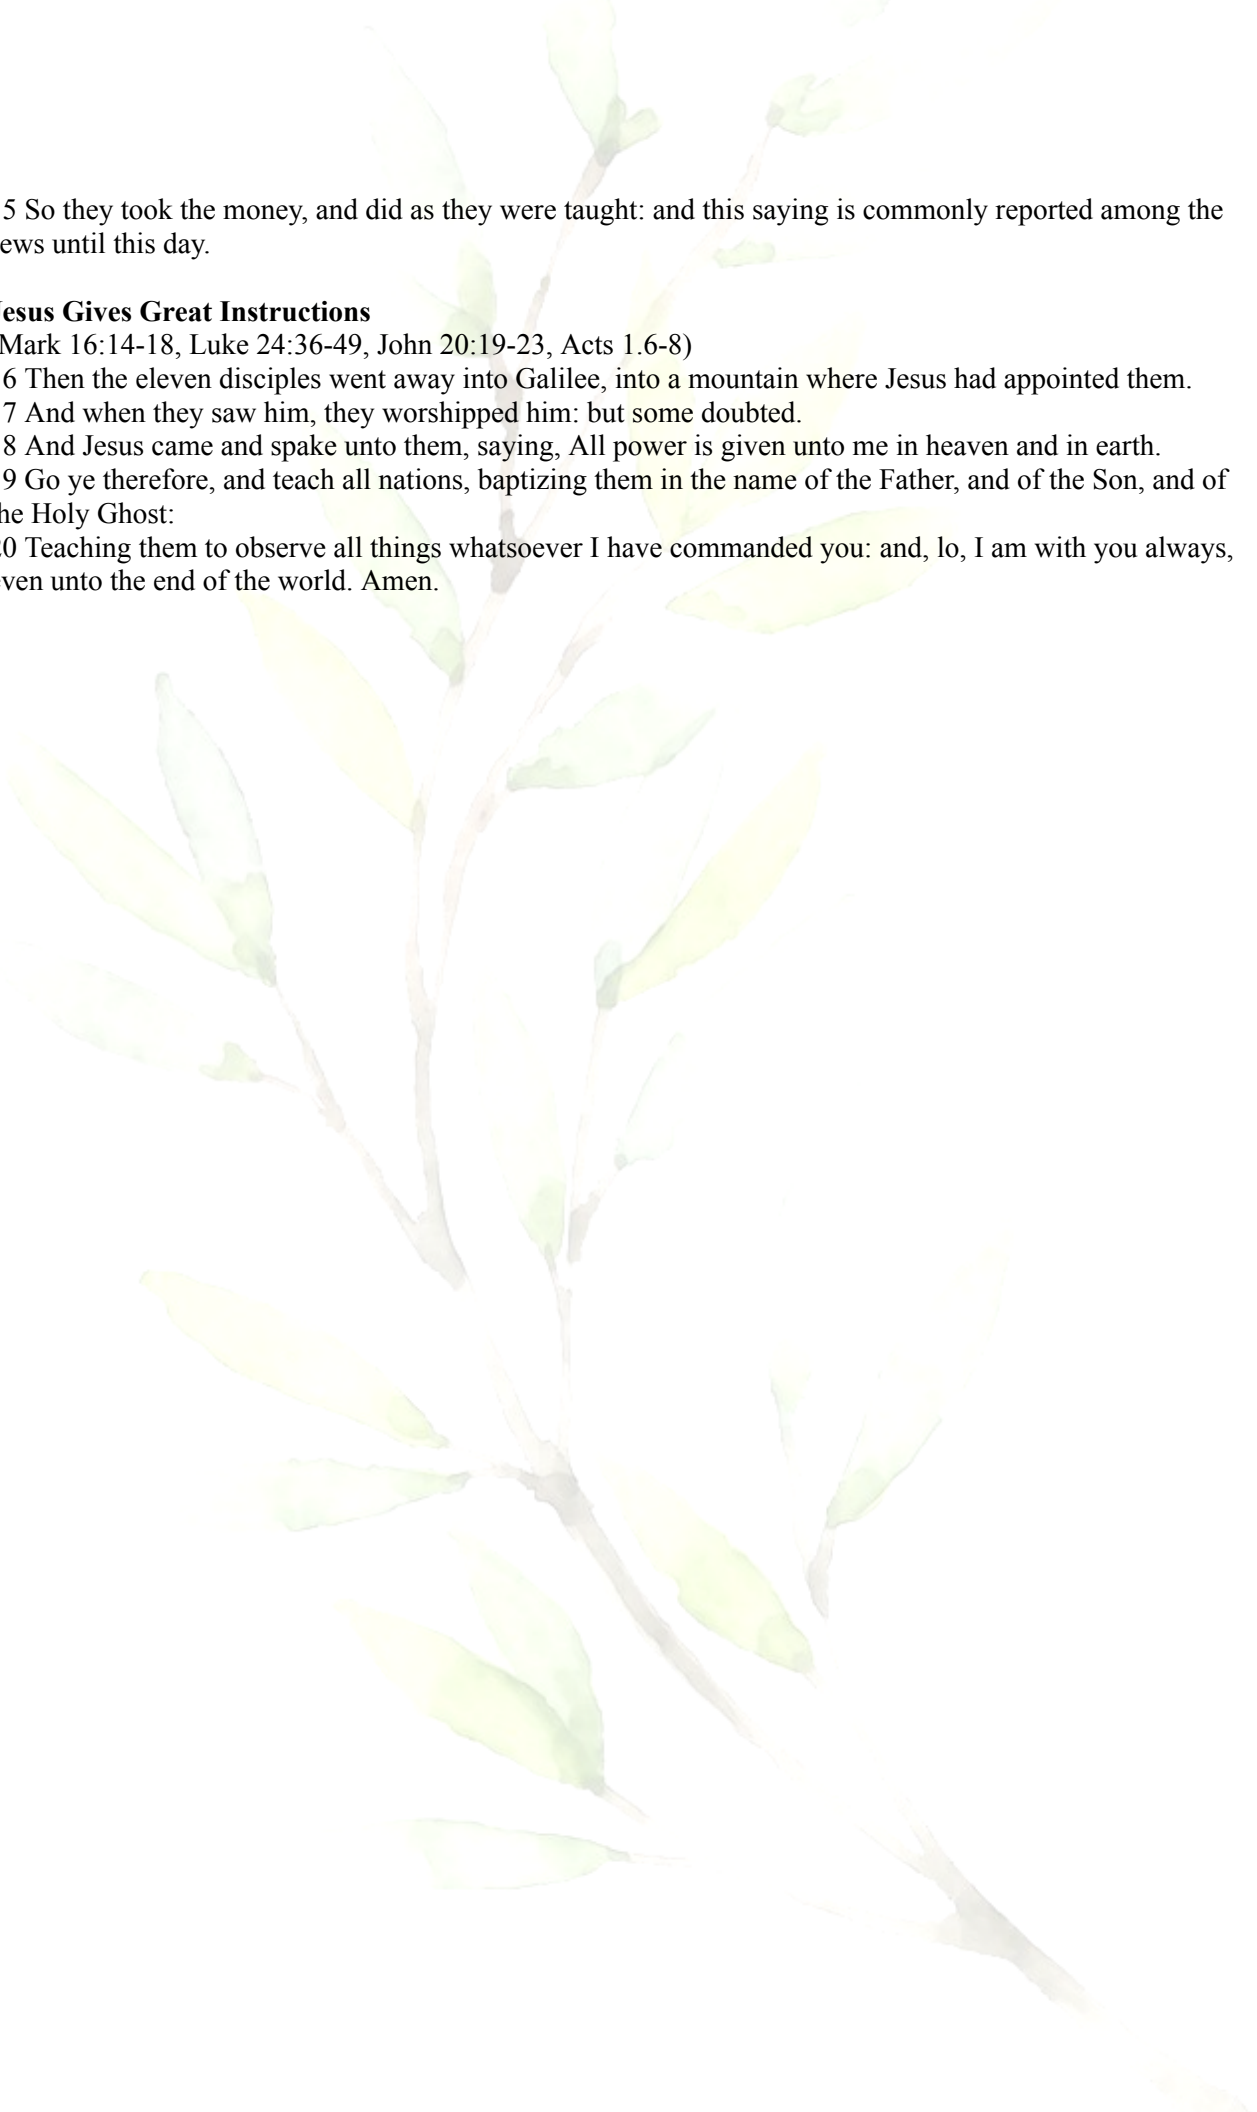 5 So they took the money, and did as they were taught: and this saying is commonly reported among the
ews until this day.
Jesus Gives Great Instructions
Mark 16:14-18, Luke 24:36-49, John 20:19-23, Acts 1.6-8)
6 Then the eleven disciples went away into Galilee, into a mountain where Jesus had appointed them.
7 And when they saw him, they worshipped him: but some doubted.
8 And Jesus came and spake unto them, saying, All power is given unto me in heaven and in earth.
9 Go ye therefore, and teach all nations, baptizing them in the name of the Father, and of the Son, and of
he Holy Ghost:
20 Teaching them to observe all things whatsoever I have commanded you: and, lo, I am with you always,
even unto the end of the world. Amen.